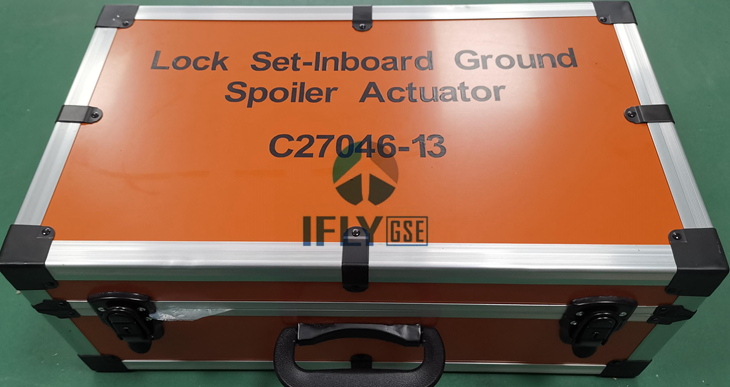 Lock Set-Inboard Ground
Spoiler Actuator
C27046-13
IFLY GSE